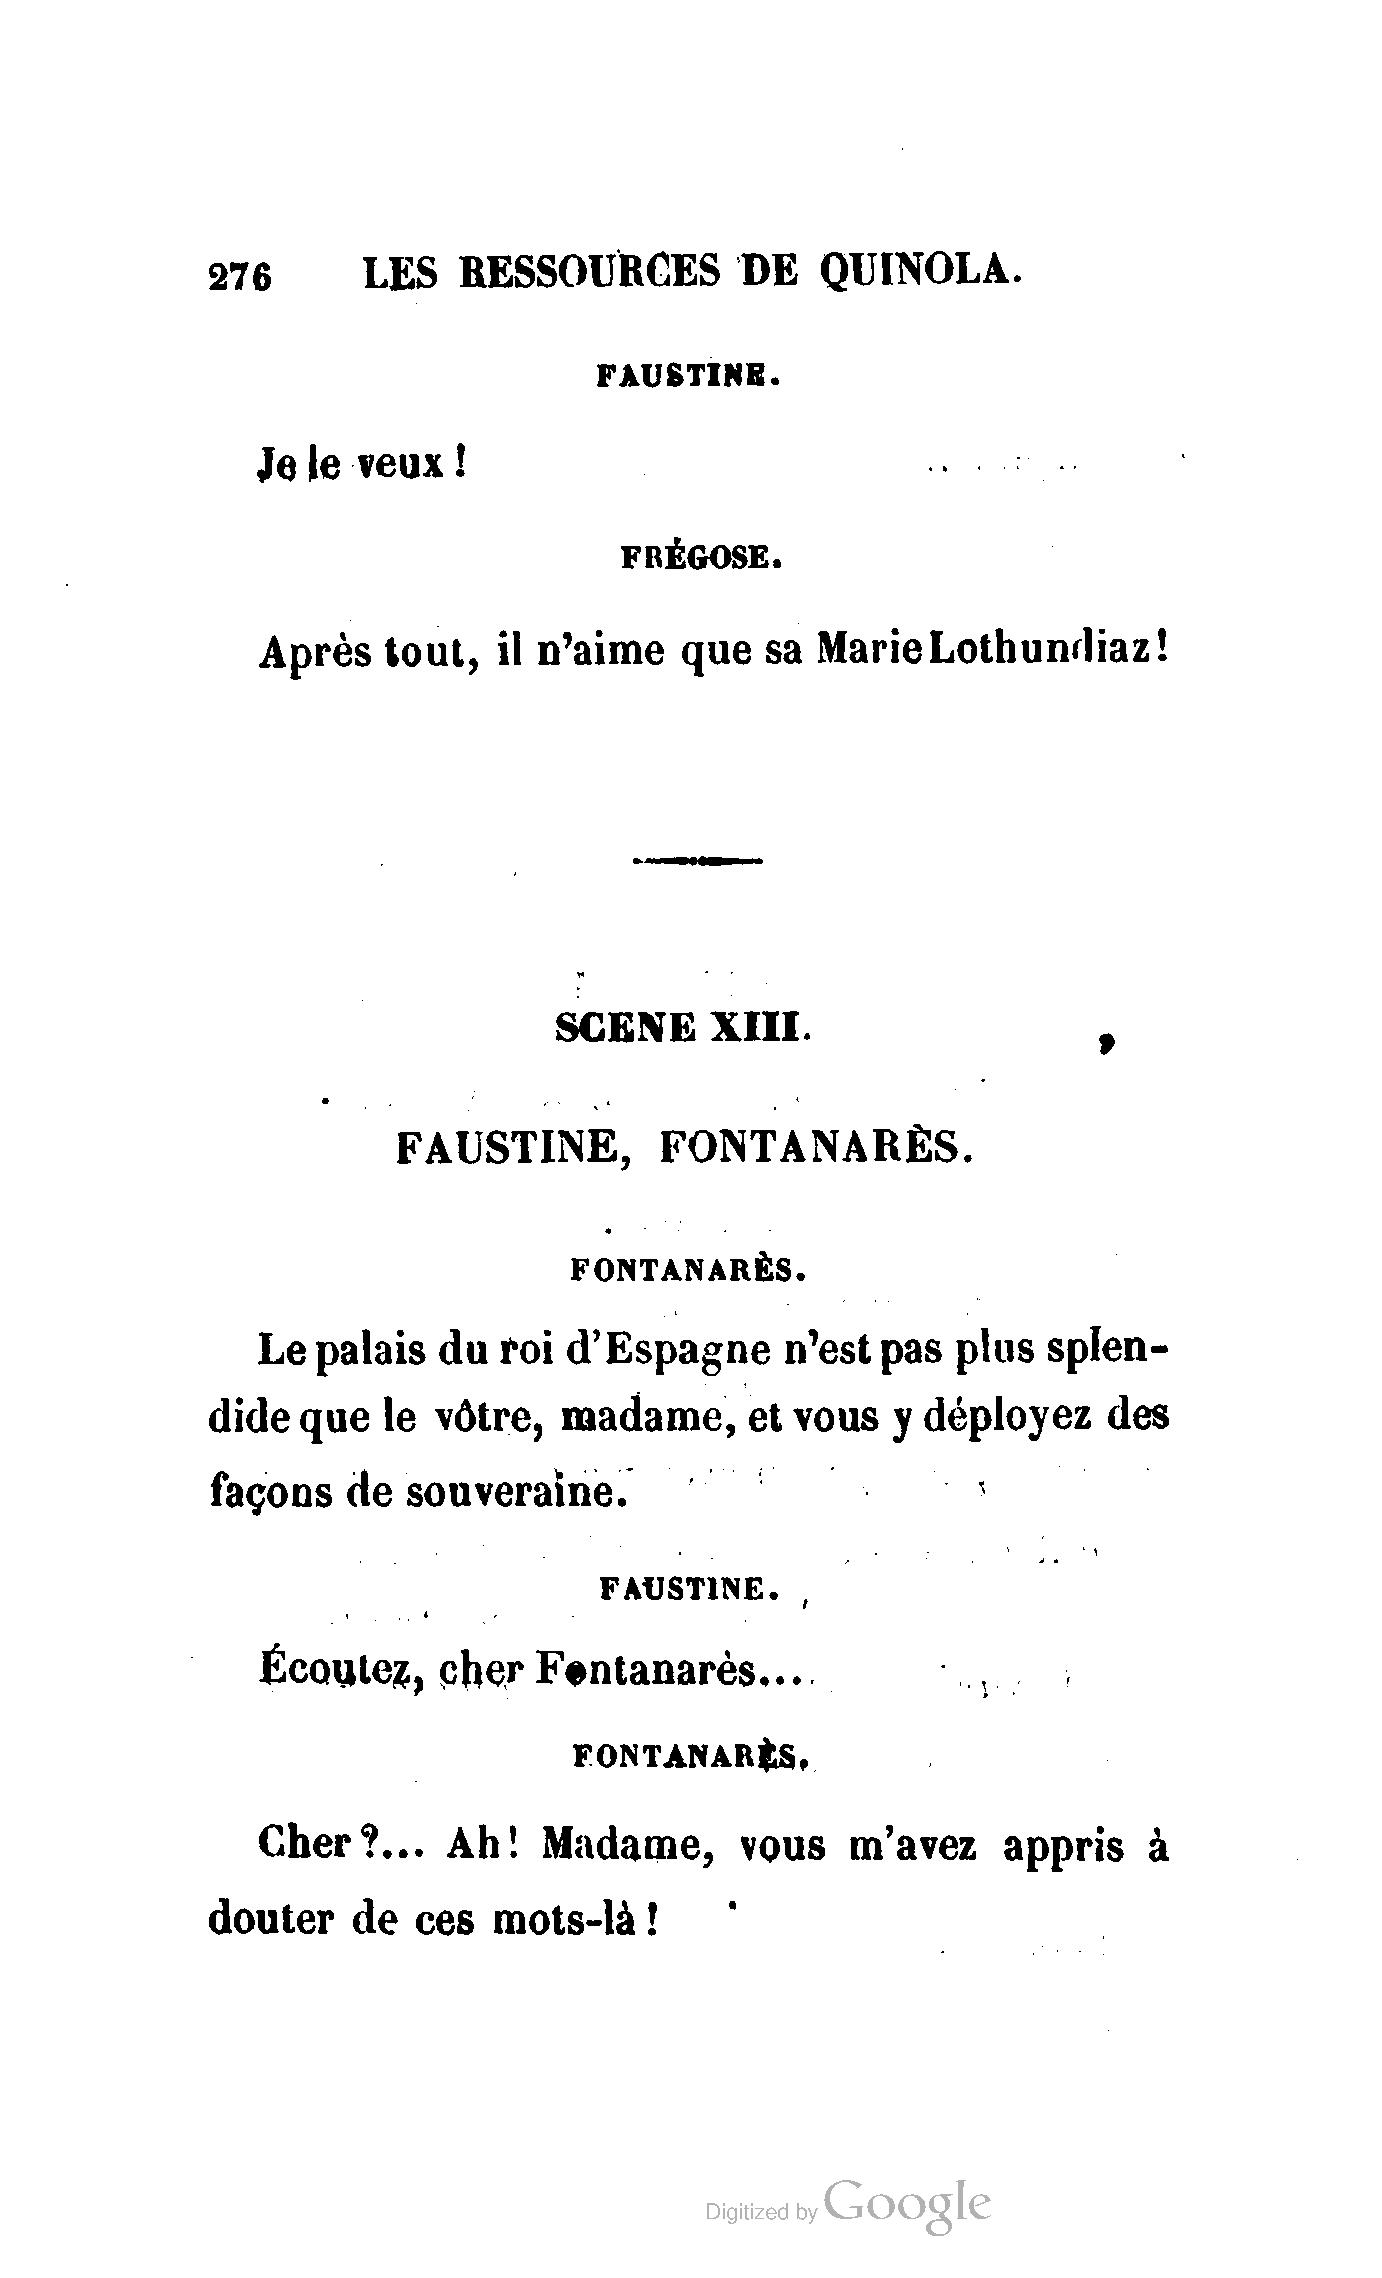 276 LES RESSOURCES DE QUINOLA.
FAUSTINE.
Je le veux !
FRÉGOSE.
Après tout, il n'aime que sa Marie Lothundiaz!
SCENE XIII.
FAUSTINE, FONTANARÈS.
FONTANARÈS.
Le palais du roi d'Espagne n'est pas plus splen-
dide que le vôtre, madame, et vous y déployez des
façons de souveraine.
FAUSTINE.
Écoutez, cher Fontanarès...
FONTANARÈS.
Cher ?... Ah! Madame, vous m'avez appris à
douter de ces mots-là !
Digitized by Google